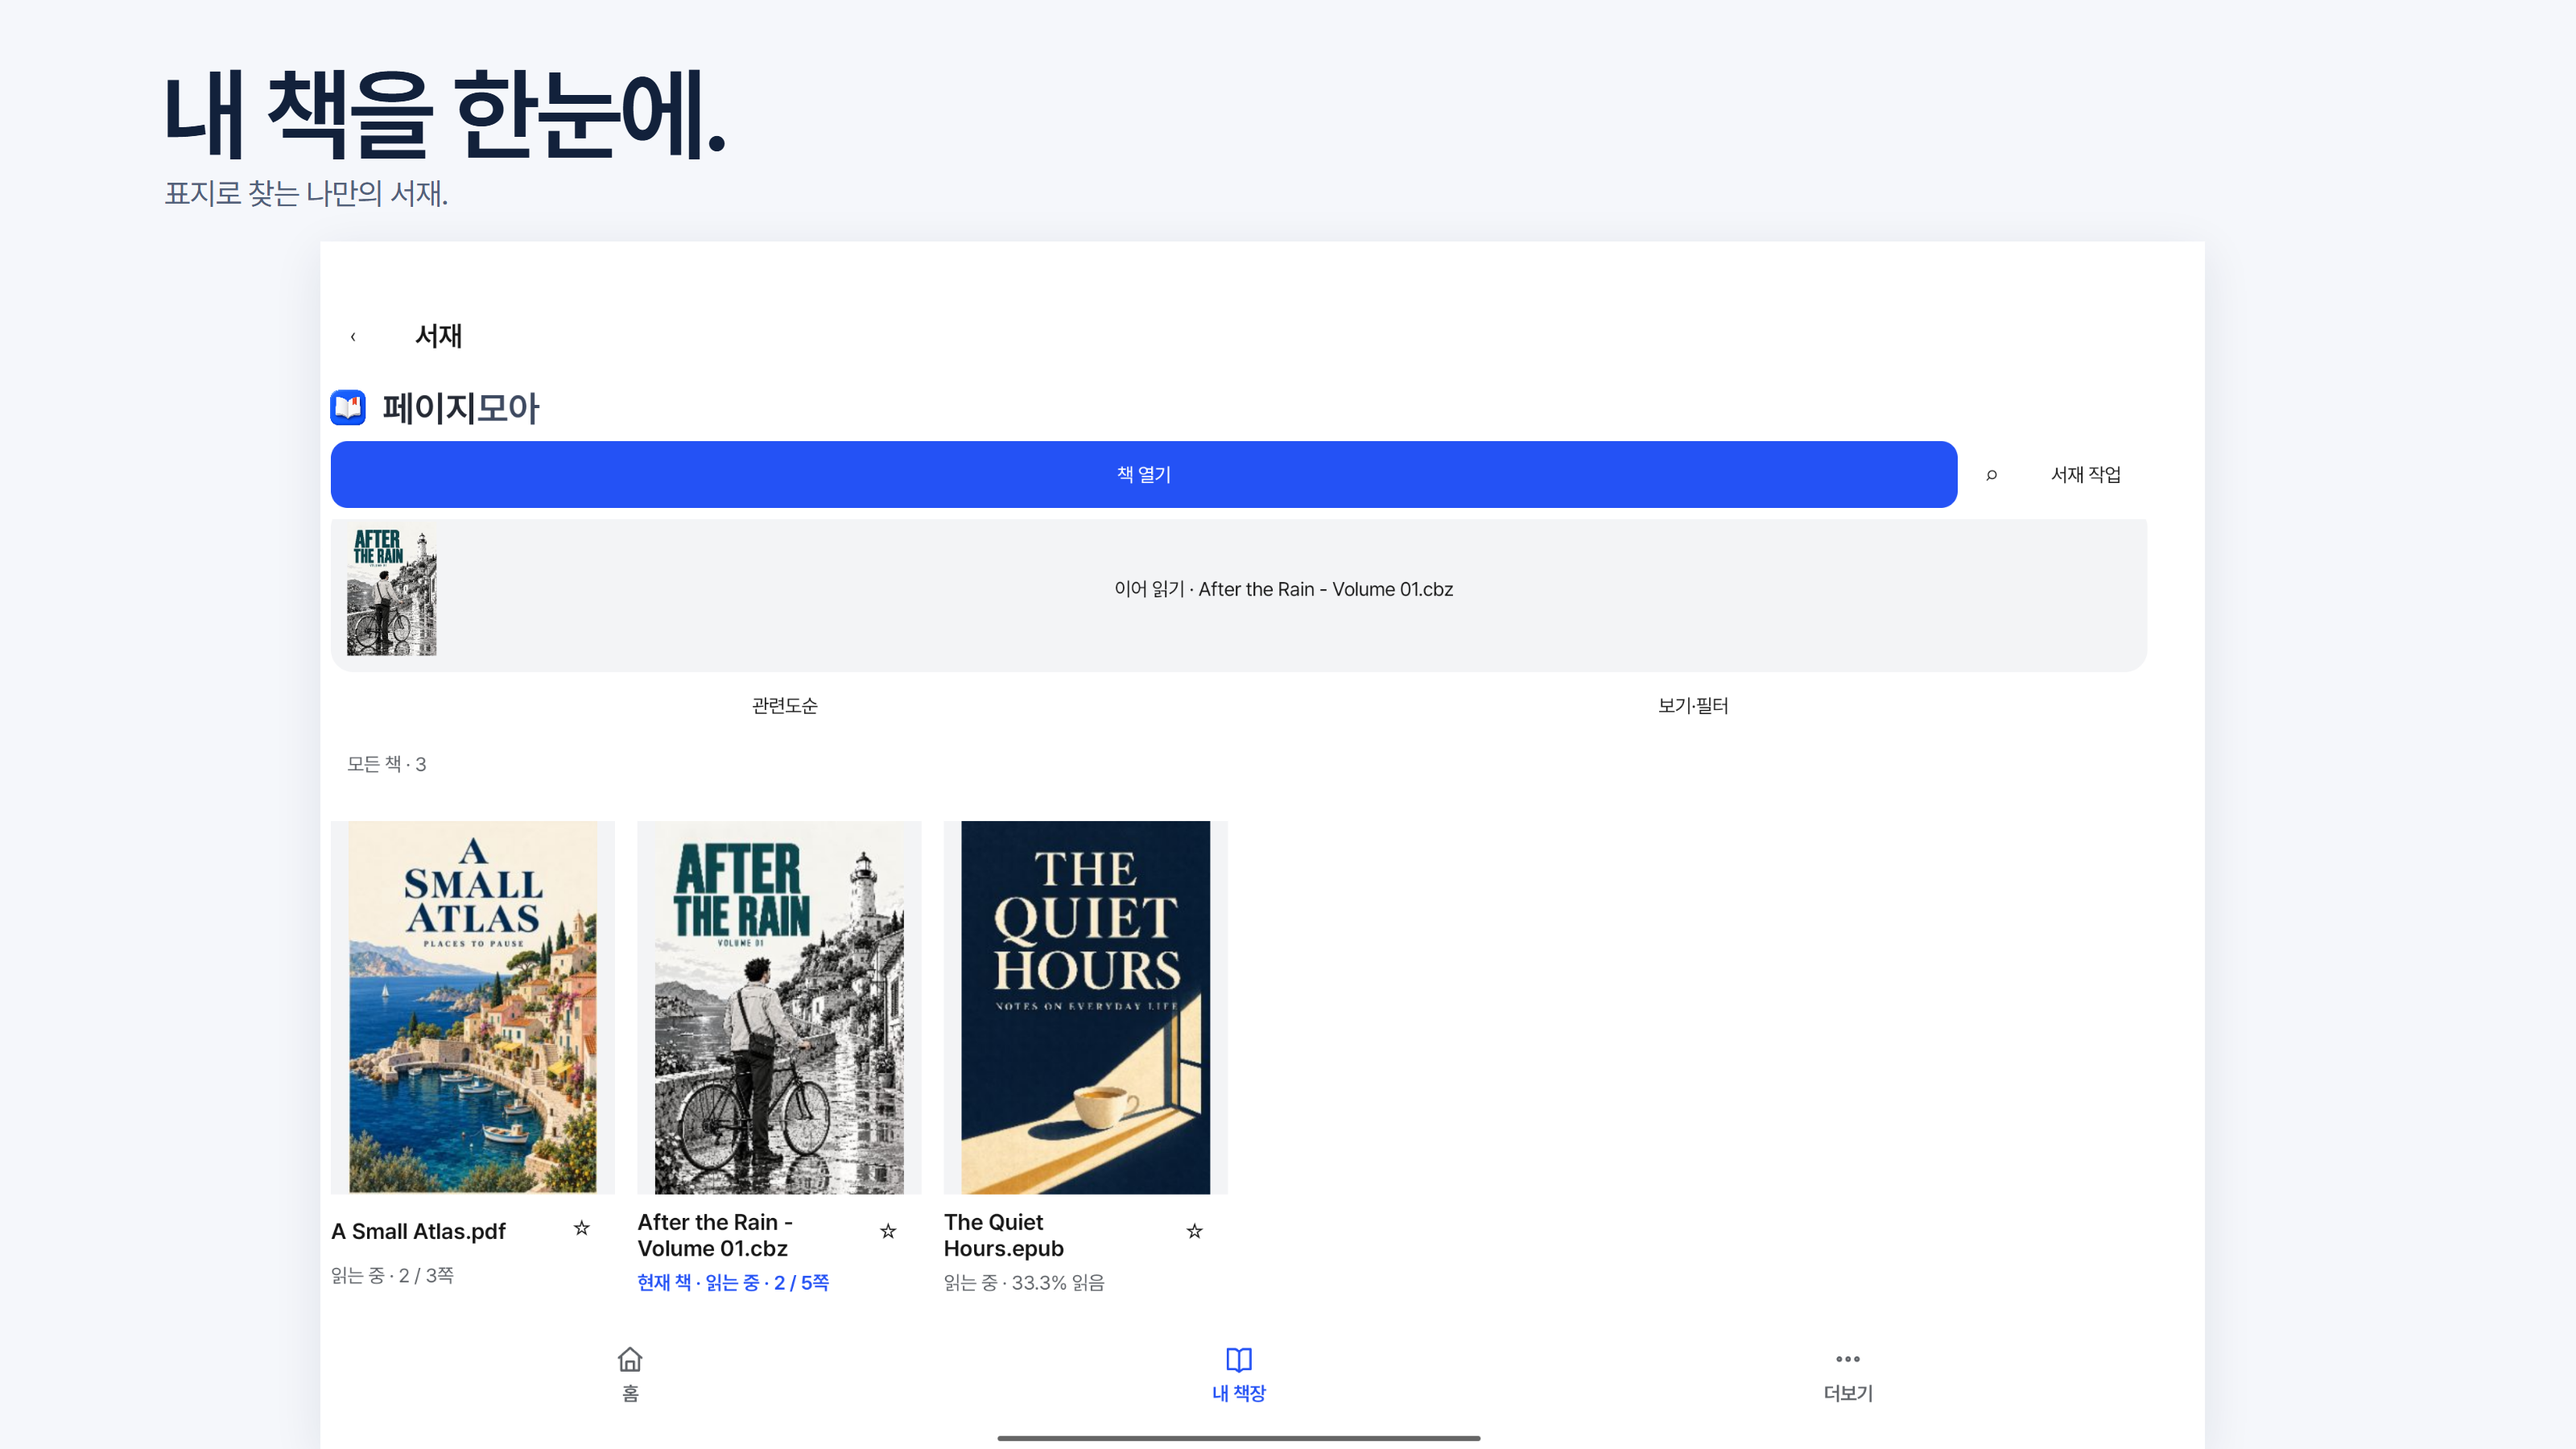 내 책을 한눈에.
표지로 찾는 나만의 서재.
‹ 서재
페이지모아
책 열기
서재 작업
AFTER
THE RAIN
이어 읽기 · After the Rain - Volume 01.cbz
관련도순
보기·필터
모든 책 · 3
A
SMALL
ATLAS
PLACES TO PAUSE
AFTER
THE RAIN
VOLUME 01
THE
QUIET
HOURS
NOTES ON EVERYDAY LIFE
A Small Atlas.pdf ☆
읽는 중 · 2 / 3쪽
After the Rain -
Volume 01.cbz ☆
현재 책 · 읽는 중 · 2 / 5쪽
The Quiet
Hours.epub ☆
읽는 중 · 33.3% 읽음
홈
내 책장
더보기